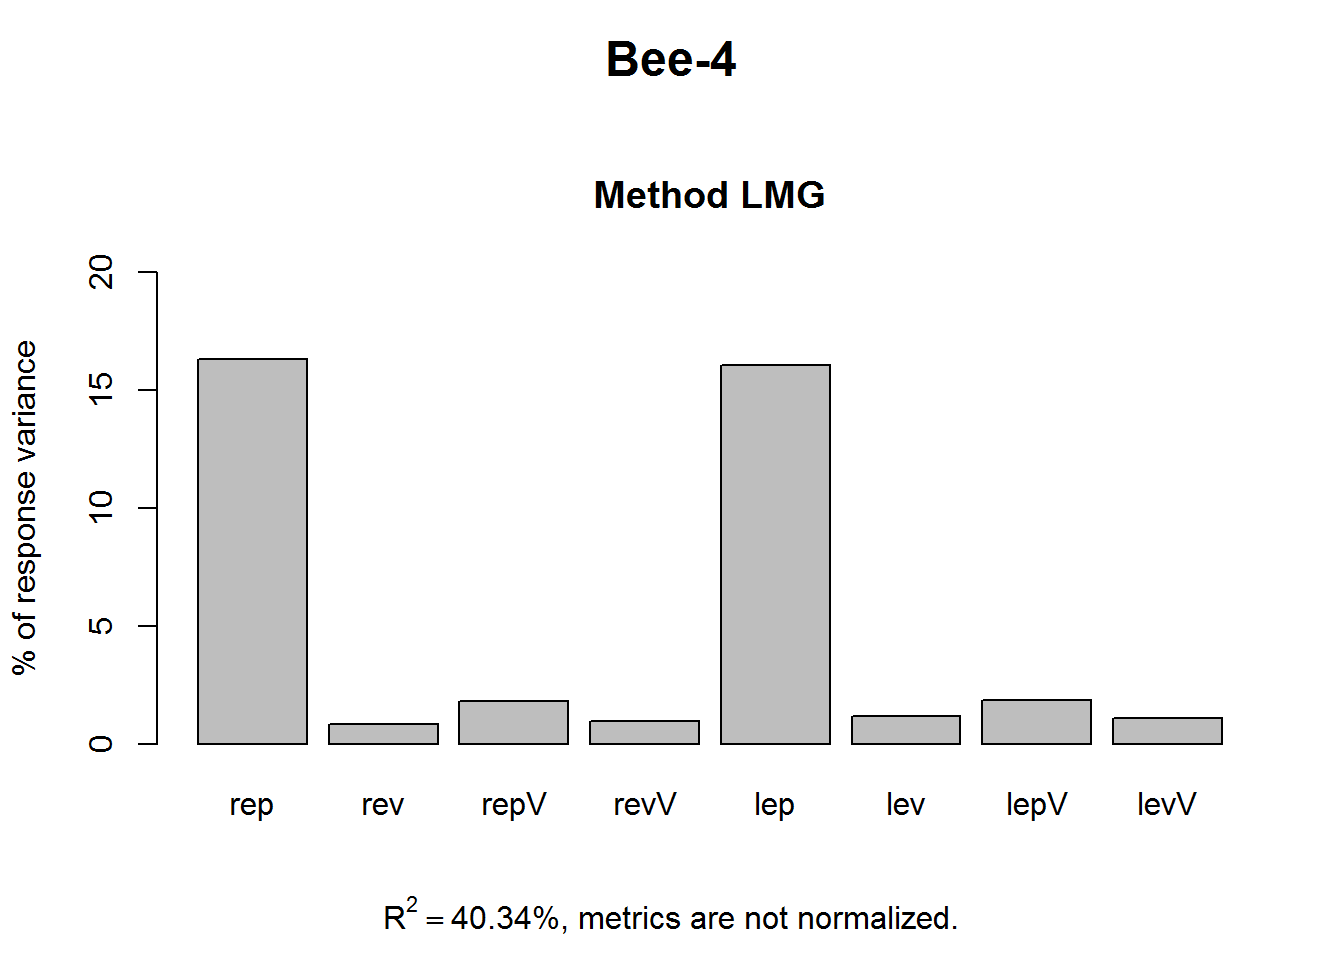 Bee-4
Method LMG
% of response variance
20
15
10
5
0
rep rev repV revV lep lev lepV levV
R² = 40.34%, metrics are not normalized.